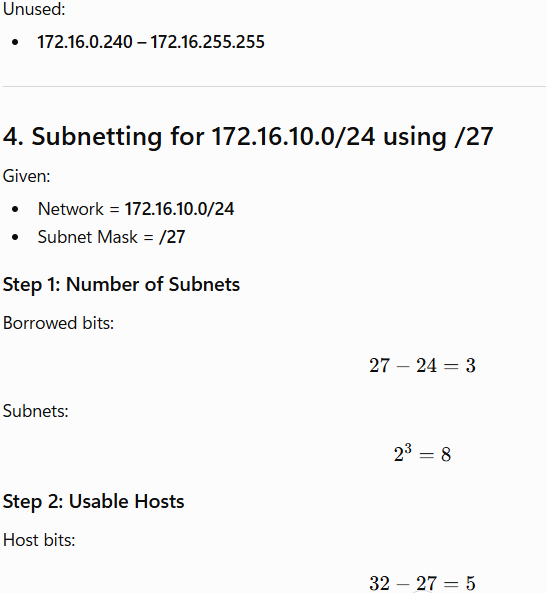 Unused:
• 172.16.0.240 – 172.16.255.255
4. Subnetting for 172.16.10.0/24 using /27
Given:
• Network = 172.16.10.0/24
• Subnet Mask = /27
Step 1: Number of Subnets
Borrowed bits:
27 − 24 = 3
Subnets:
2³ = 8
Step 2: Usable Hosts
Host bits:
32 − 27 = 5